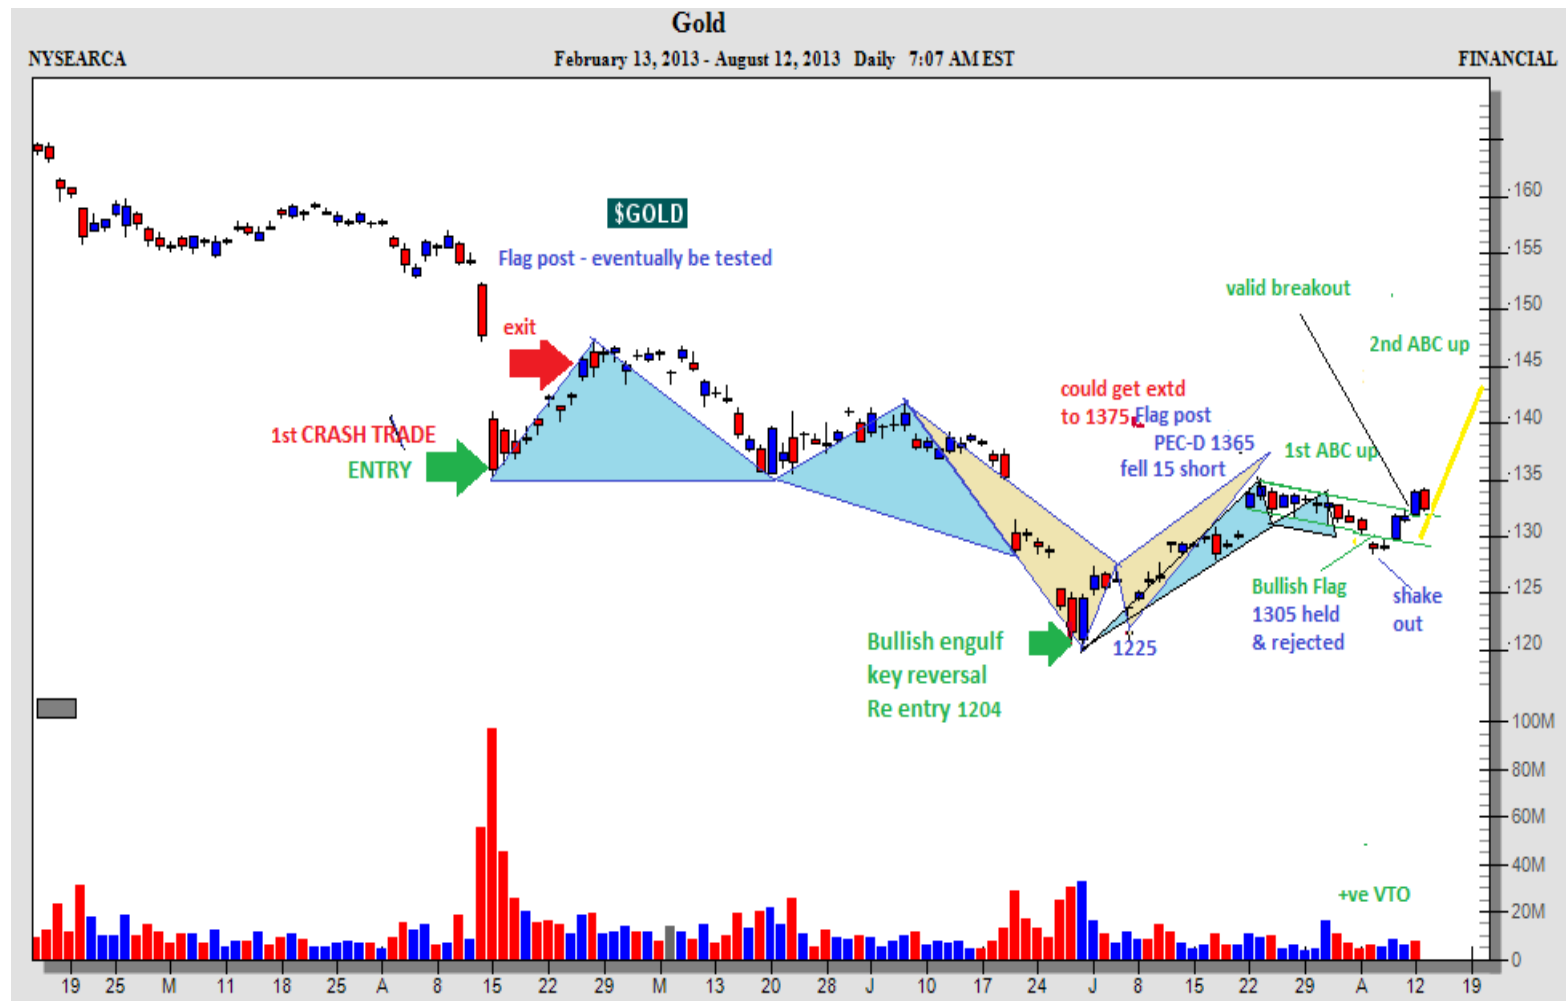 Gold
NYSEARCA
February 13, 2013 - August 12, 2013 Daily 7:07 AM EST
FINANCIAL
$GOLD
Flag post - eventually be tested
exit
1st CRASH TRADE
ENTRY
valid breakout
2nd ABC up
could get extd
to 1375
Flag post
PEC-D 1365
fell 15 short
1st ABC up
Bullish engulf
key reversal
Re entry 1204
1225
Bullish Flag
1305 held
& rejected
shake
out
+ve VTO
160
155
150
145
140
135
130
125
120
100M
80M
60M
40M
20M
0
19 25 M 11 18 25 A 8 15 22 29 M 13 20 28 J 10 17 24 J 8 15 22 29 A 12 19